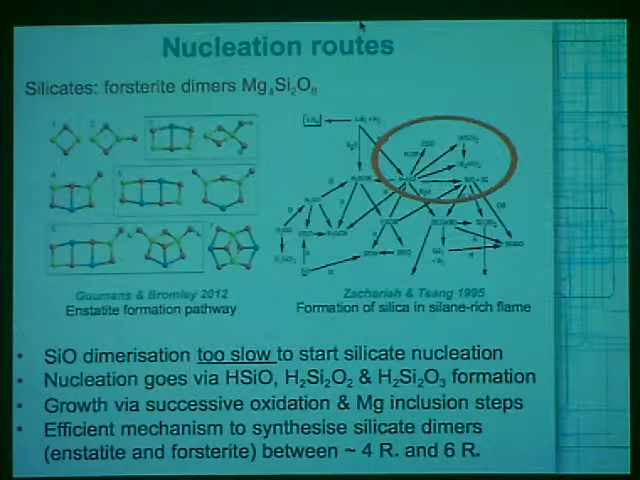 Nucleation routes
Silicates: forsterite dimers Mg4Si2O8
Goumans & Bromley 2012
Enstatite formation pathway
Zachariah & Tsang 1995
Formation of silica in silane-rich flame
• SiO dimerisation too slow to start silicate nucleation
• Nucleation goes via HSiO, H2Si2O2 & H2Si2O3 formation
• Growth via successive oxidation & Mg inclusion steps
• Efficient mechanism to synthesise silicate dimers
(enstatite and forsterite) between ~ 4 R* and 6 R*